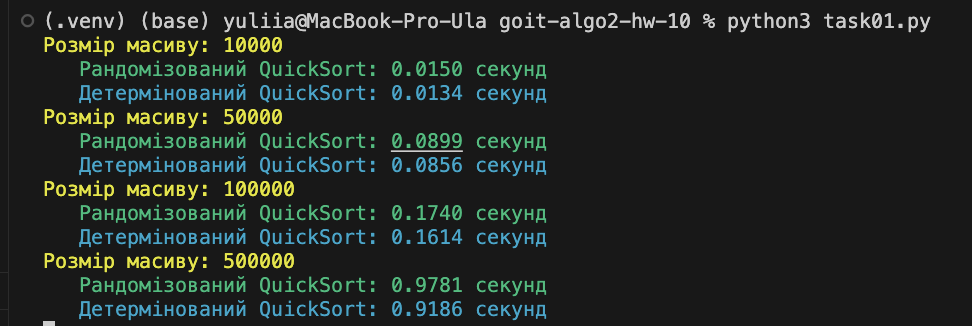 (.venv) (base) yuliia@MacBook-Pro-Ula goit-algo2-hw-10 % python3 task01.py
Розмір масиву: 10000
Рандомізований QuickSort: 0.0150 секунд
Детермінований QuickSort: 0.0134 секунд
Розмір масиву: 50000
Рандомізований QuickSort: 0.0899 секунд
Детермінований QuickSort: 0.0856 секунд
Розмір масиву: 100000
Рандомізований QuickSort: 0.1740 секунд
Детермінований QuickSort: 0.1614 секунд
Розмір масиву: 500000
Рандомізований QuickSort: 0.9781 секунд
Детермінований QuickSort: 0.9186 секунд